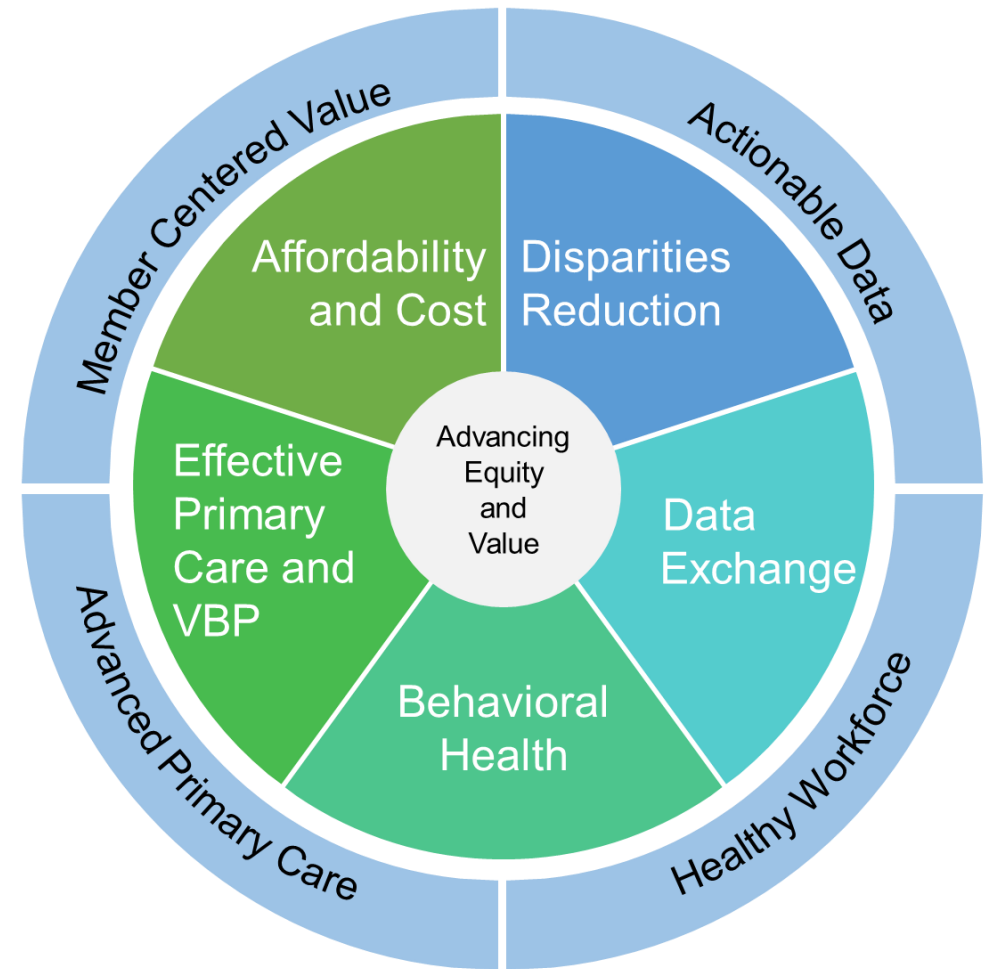 Member Centered Value
Actionable Data
Affordability
and Cost
Disparities
Reduction
Advancing
Equity
and
Value
Effective
Primary
Care and
VBP
Data
Exchange
Behavioral
Health
Advanced Primary Care
Healthy Workforce